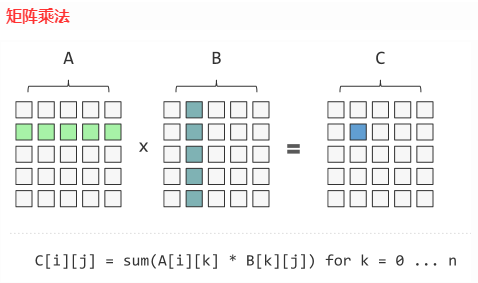 矩阵乘法
A B C
x =
C[i][j] = sum(A[i][k] * B[k][j]) for k = 0 ... n